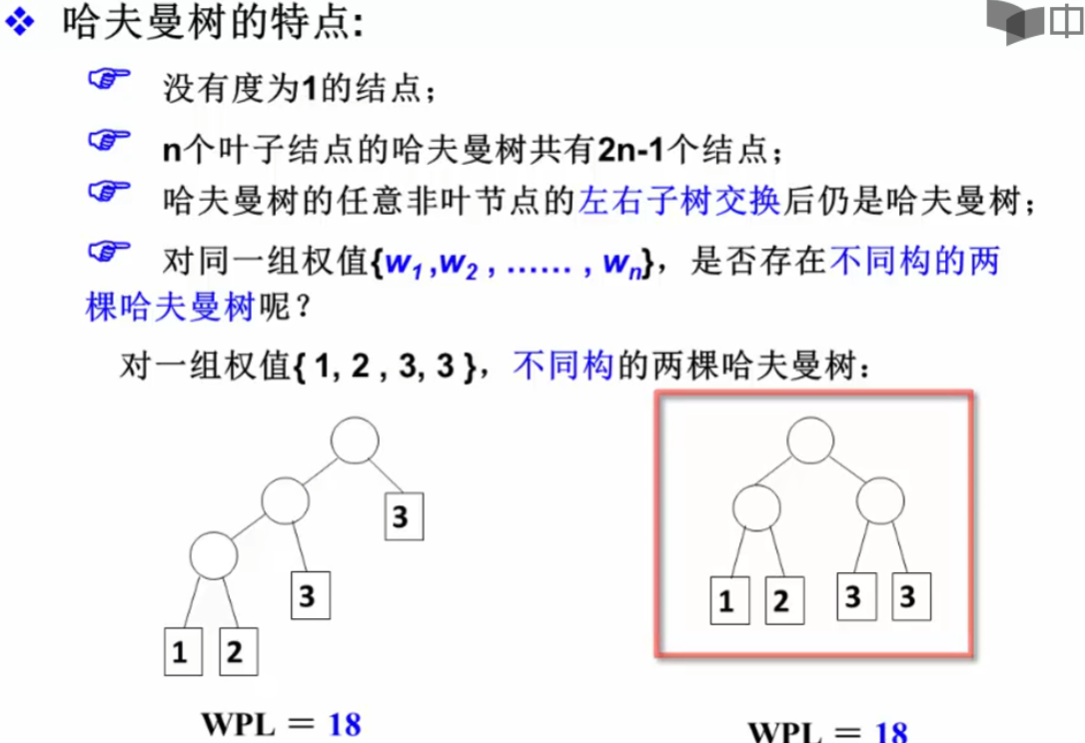 ❖ 哈夫曼树的特点:
没有度为1的结点；
n个叶子结点的哈夫曼树共有2n-1个结点；
哈夫曼树的任意非叶节点的左右子树交换后仍是哈夫曼树；
对同一组权值{w1 ,w2 , …… , wn}，是否存在不同构的两
棵哈夫曼树呢？
对一组权值{ 1, 2 , 3, 3 }，不同构的两棵哈夫曼树：
3
3
1 2
WPL = 18
1 2 3 3
WPL = 18
中